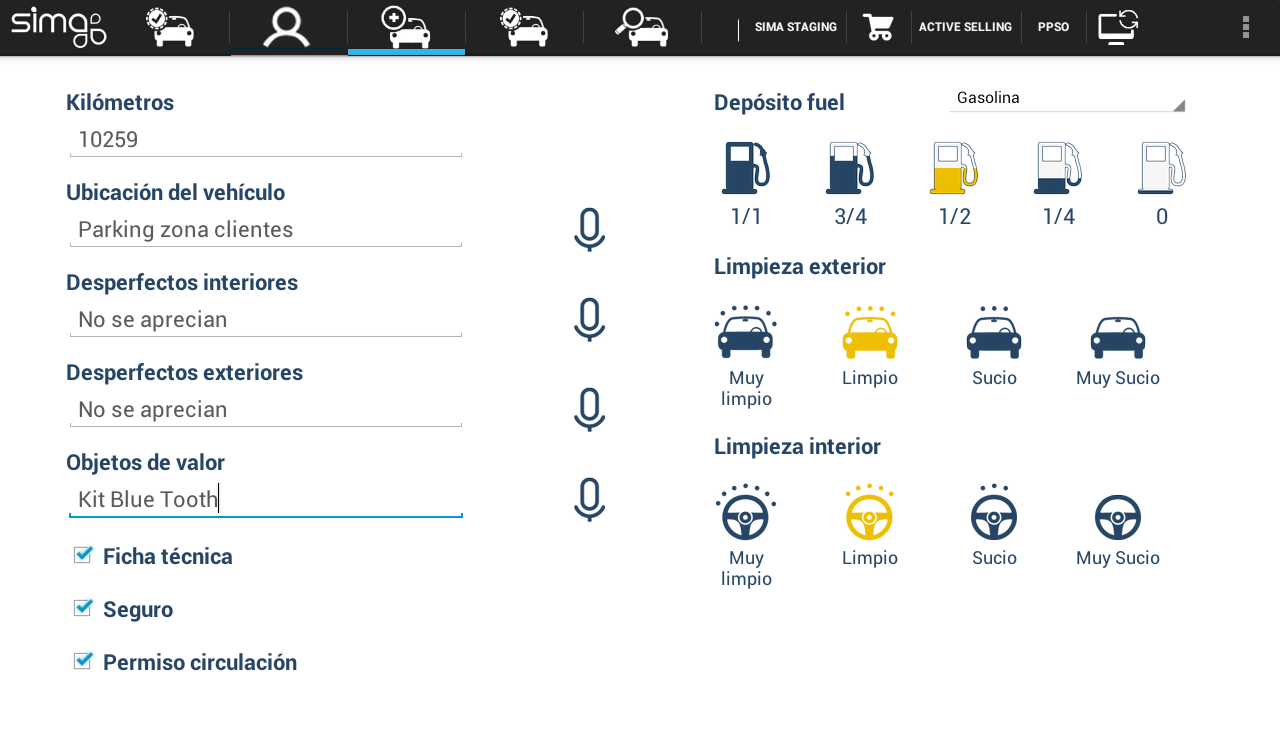 simgo
SIMA STAGING
ACTIVE SELLING
PPSO
Kilómetros
10259
Ubicación del vehículo
Parking zona clientes
Desperfectos interiores
No se aprecian
Desperfectos exteriores
No se aprecian
Objetos de valor
Kit Blue Tooth
Ficha técnica
Seguro
Permiso circulación
Depósito fuel
Gasolina
1/1
3/4
1/2
1/4
0
Limpieza exterior
Muy
limpio
Limpio
Sucio
Muy Sucio
Limpieza interior
Muy
limpio
Limpio
Sucio
Muy Sucio